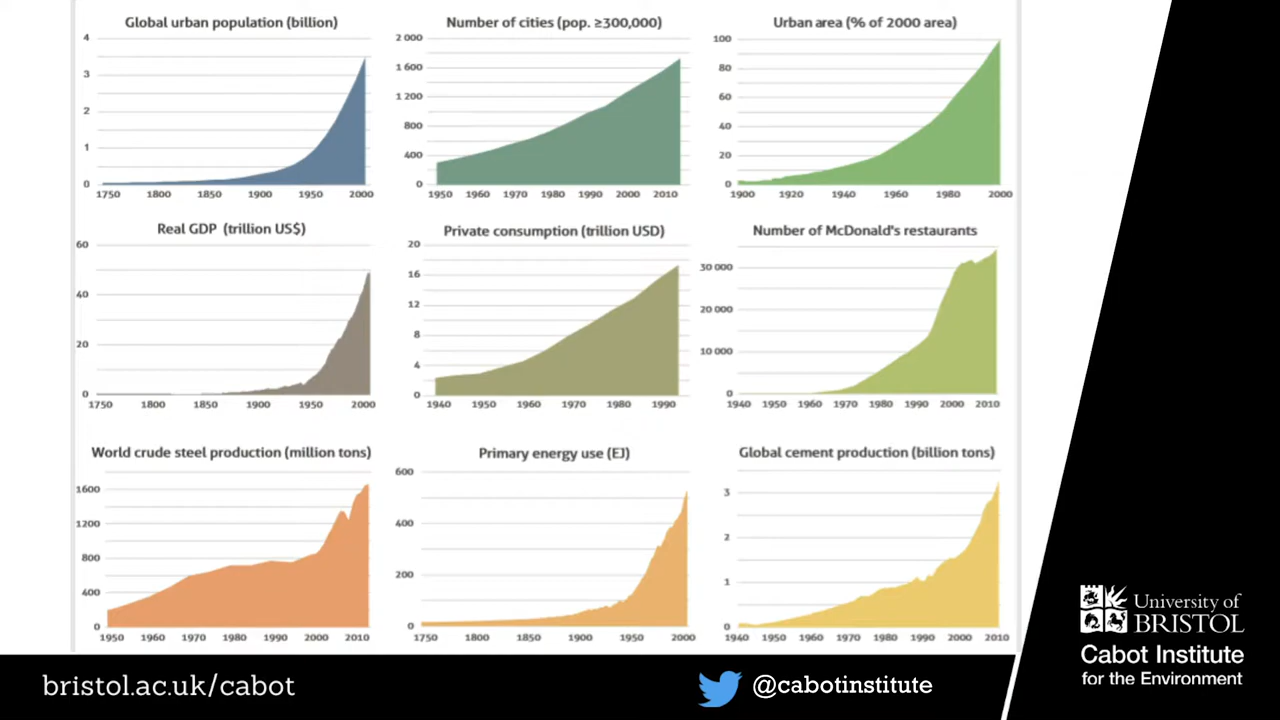 Global urban population (billion)
4
3
2
1
0
1750 1800 1850 1900 1950 2000
Number of cities (pop. ≥300,000)
2 000
1 600
1 200
800
400
0
1950 1960 1970 1980 1990 2000 2010
Urban area (% of 2000 area)
100
80
60
40
20
0
1900 1920 1940 1960 1980 2000
Real GDP (trillion US$)
60
40
20
0
1750 1800 1850 1900 1950 2000
Private consumption (trillion USD)
20
16
12
8
4
0
1940 1950 1960 1970 1980 1990
Number of McDonald's restaurants
30 000
20 000
10 000
0
1940 1950 1960 1970 1980 1990 2000 2010
World crude steel production (million tons)
1600
1200
800
400
0
1950 1960 1970 1980 1990 2000 2010
Primary energy use (EJ)
600
400
200
0
1750 1800 1850 1900 1950 2000
Global cement production (billion tons)
3
2
1
0
1940 1950 1960 1970 1980 1990 2000 2010
University of
BRISTOL
Cabot Institute
for the Environment
bristol.ac.uk/cabot
@cabotinstitute